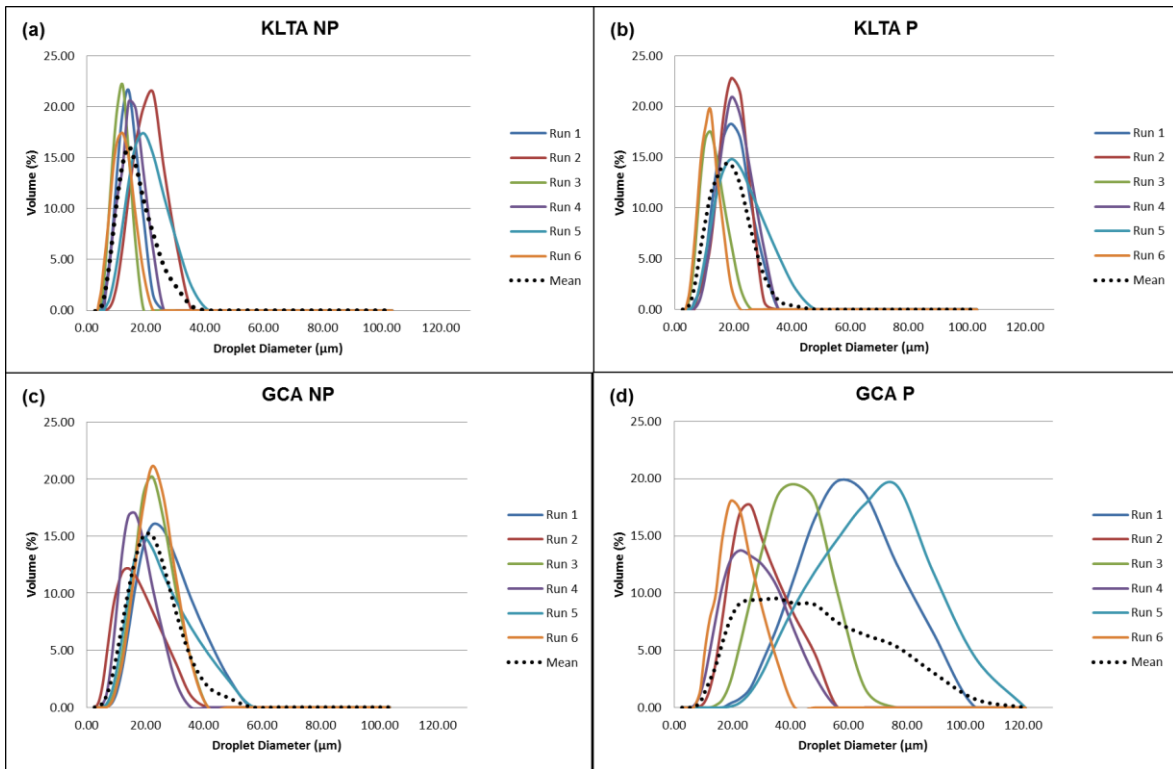 (a)
KLTA NP
25.00
20.00
15.00
10.00
5.00
0.00
Volume (%)
0.00 20.00 40.00 60.00 80.00 100.00 120.00
Droplet Diameter (µm)
Run 1
Run 2
Run 3
Run 4
Run 5
Run 6
Mean
(b)
KLTA P
25.00
20.00
15.00
10.00
5.00
0.00
Volume (%)
0.00 20.00 40.00 60.00 80.00 100.00 120.00
Droplet Diameter (µm)
Run 1
Run 2
Run 3
Run 4
Run 5
Run 6
Mean
(c)
GCA NP
25.00
20.00
15.00
10.00
5.00
0.00
Volume (%)
0.00 20.00 40.00 60.00 80.00 100.00 120.00
Droplet Diameter (µm)
Run 1
Run 2
Run 3
Run 4
Run 5
Run 6
Mean
(d)
GCA P
25.00
20.00
15.00
10.00
5.00
0.00
Volume (%)
0.00 20.00 40.00 60.00 80.00 100.00 120.00
Droplet Diameter (µm)
Run 1
Run 2
Run 3
Run 4
Run 5
Run 6
Mean